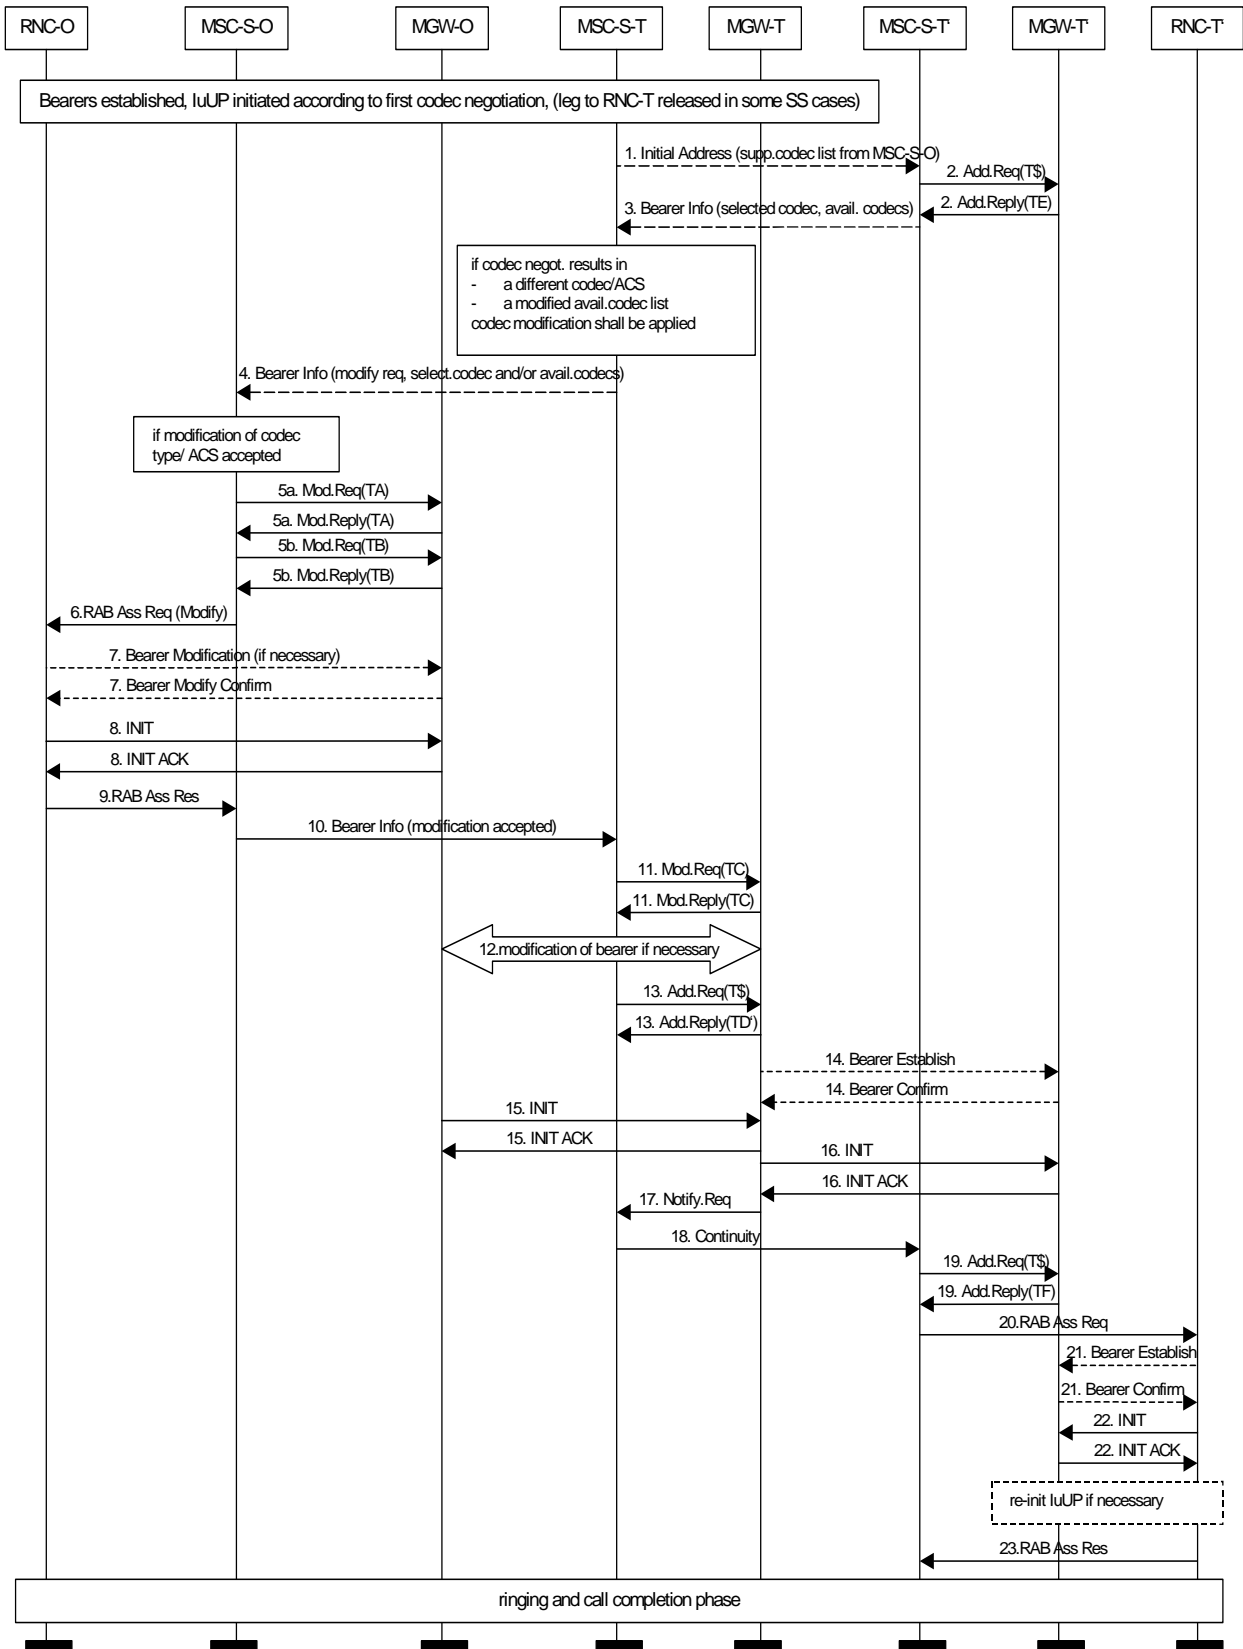 RNC-O
MSC-S-O
MGW-O
MSC-S-T
MGW-T
MSC-S-T'
MGW-T'
RNC-T'
Bearers established, IuUP initiated according to first codec negotiation, (leg to RNC-T released in some SS cases)
1. Initial Address (supp.codec list from MSC-S-O)
2. Add.Req(T$)
2. Add.Reply(TE)
3. Bearer Info (selected codec, avail. codecs)
if codec negot. results in
- a different codec/ACS
- a modified avail.codec list
codec modification shall be applied
4. Bearer Info (modify req, select.codec and/or avail.codecs)
if modification of codec
type/ ACS accepted
5a. Mod.Req(TA)
5a. Mod.Reply(TA)
5b. Mod.Req(TB)
5b. Mod.Reply(TB)
6.RAB Ass Req (Modify)
7. Bearer Modification (if necessary)
7. Bearer Modify Confirm
8. INIT
8. INIT ACK
9.RAB Ass Res
10. Bearer Info (modification accepted)
11. Mod.Req(TC)
11. Mod.Reply(TC)
12.modification of bearer if necessary
13. Add.Req(T$)
13. Add.Reply(TD')
14. Bearer Establish
14. Bearer Confirm
15. INIT
15. INIT ACK
16. INIT
16. INIT ACK
17. Notify.Req
18. Continuity
19. Add.Req(T$)
19. Add.Reply(TF)
20.RAB Ass Req
21. Bearer Establish
21. Bearer Confirm
22. INIT
22. INIT ACK
re-init IuUP if necessary
23.RAB Ass Res
ringing and call completion phase